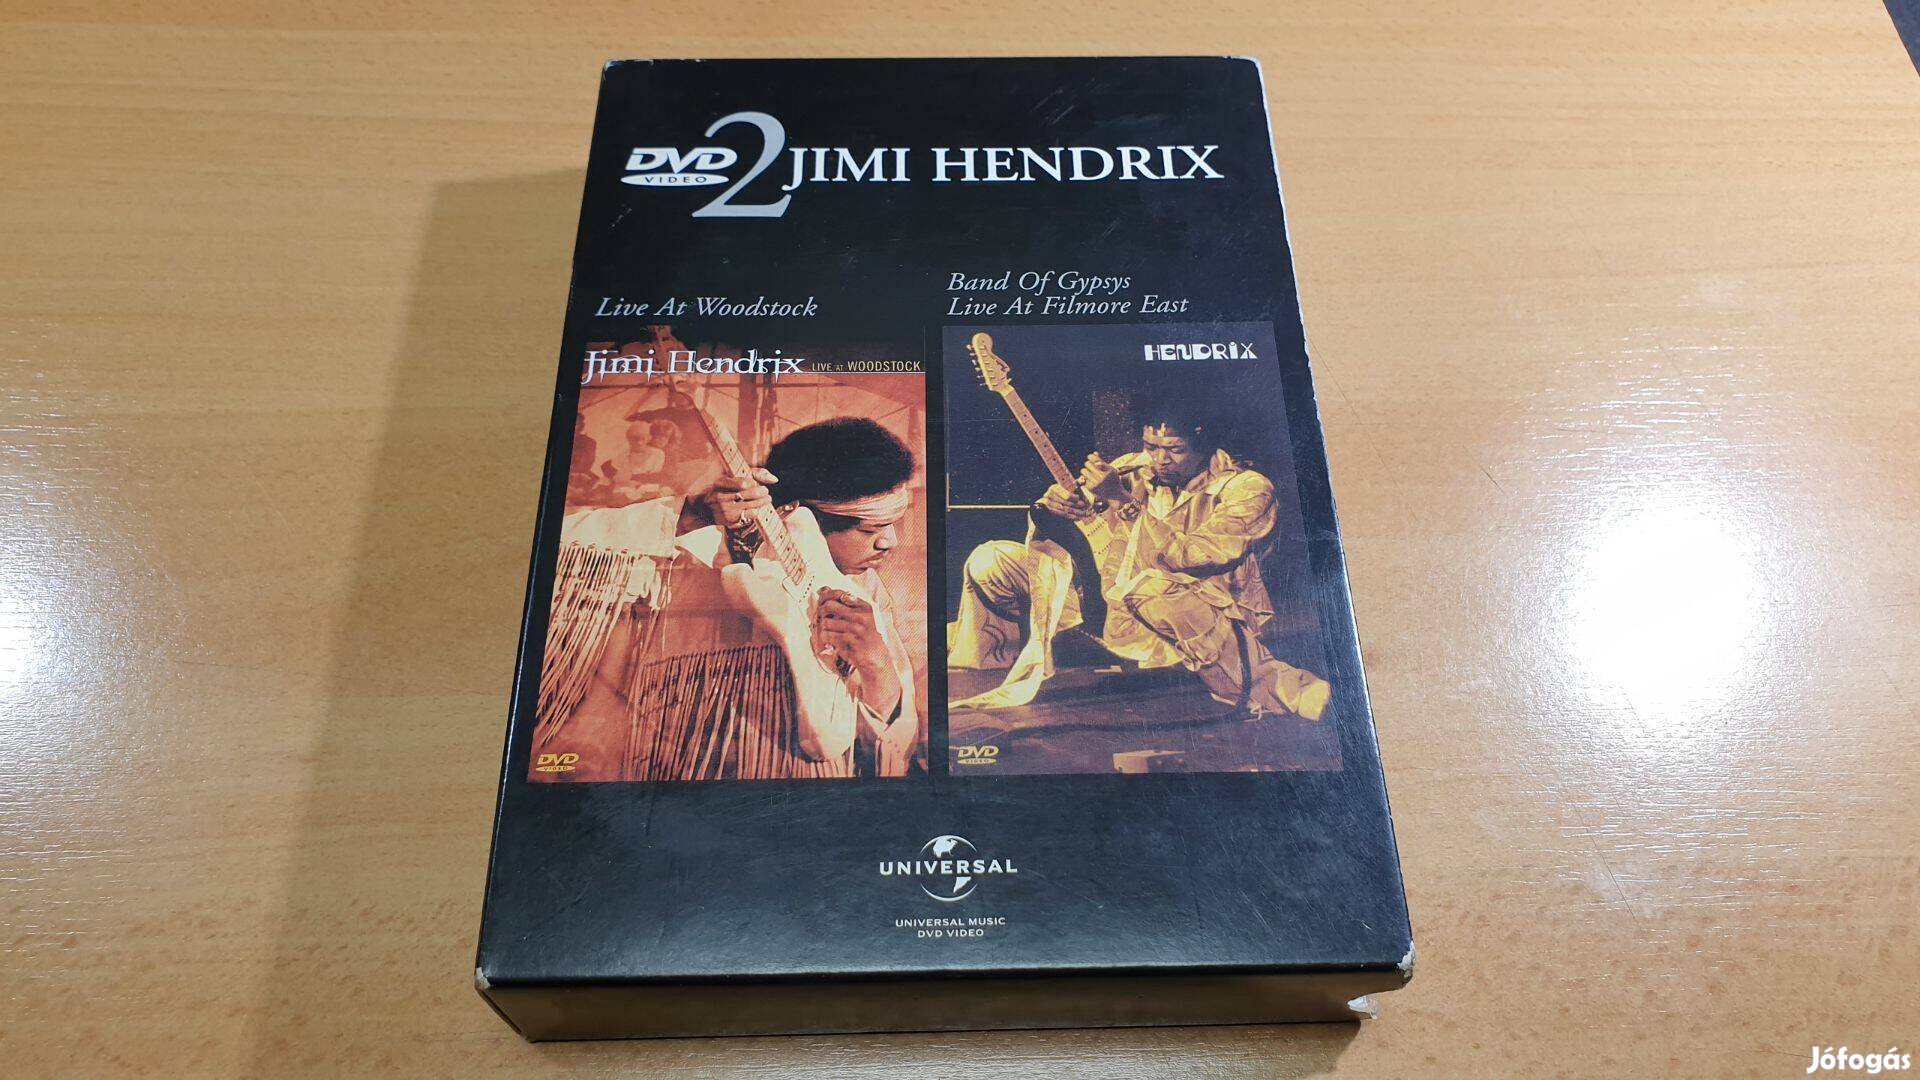 DVD
VIDEO
2 JIMI HENDRIX
Live At Woodstock
Band Of Gypsys
Live At Filmore East
Jimi Hendrix LIVE AT WOODSTOCK
HENDRIX
DVD
VIDEO
DVD
VIDEO
UNIVERSAL
UNIVERSAL MUSIC
DVD VIDEO
Jófogás